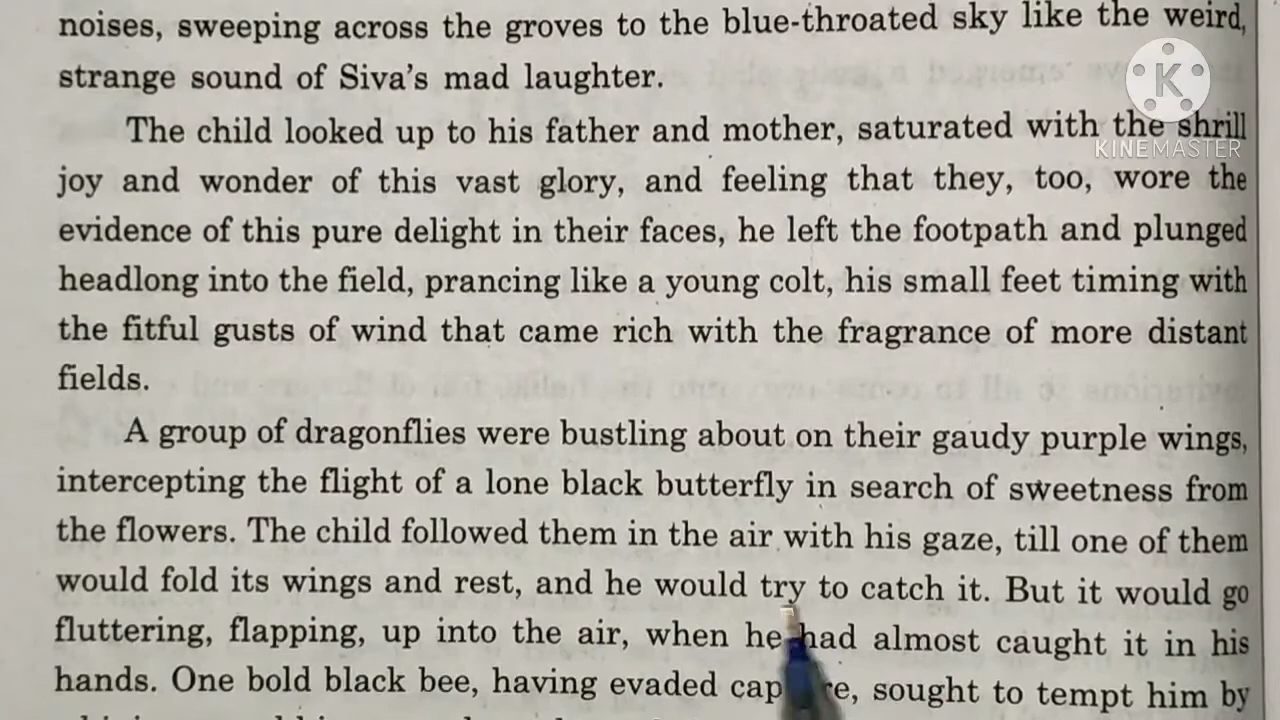 noises, sweeping across the groves to the blue-throated sky like the weird,
strange sound of Siva's mad laughter.
The child looked up to his father and mother, saturated with the shrill
joy and wonder of this vast glory, and feeling that they, too, wore the
evidence of this pure delight in their faces, he left the footpath and plunged
headlong into the field, prancing like a young colt, his small feet timing with
the fitful gusts of wind that came rich with the fragrance of more distant
fields.
A group of dragonflies were bustling about on their gaudy purple wings,
intercepting the flight of a lone black butterfly in search of sweetness from
the flowers. The child followed them in the air with his gaze, till one of them
would fold its wings and rest, and he would try to catch it. But it would go
fluttering, flapping, up into the air, when he had almost caught it in his
hands. One bold black bee, having evaded sought to tempt him by
K
KINEMASTER